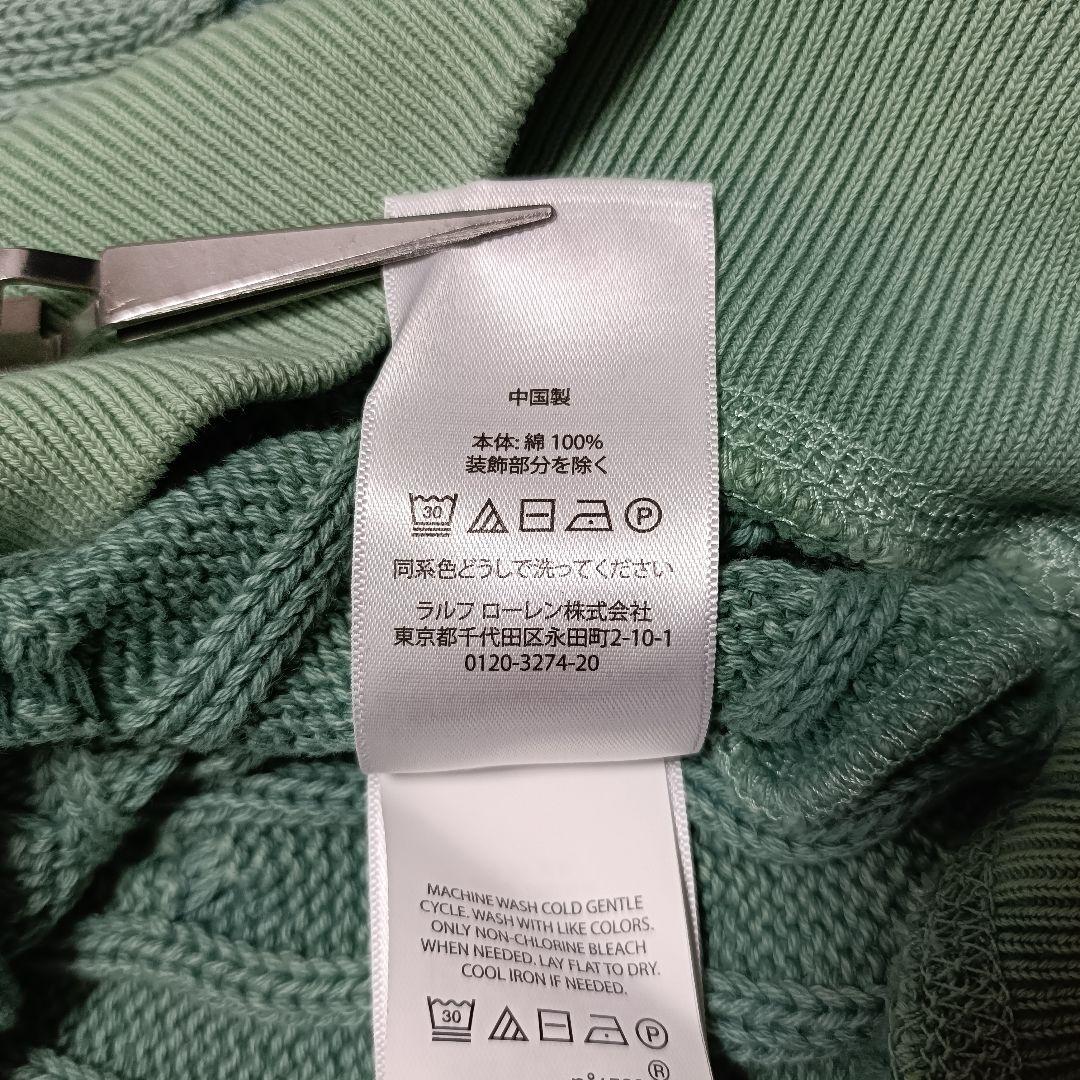 中国製
本体: 綿 100%
装飾部分を除く
30 P
同系色どうしで洗ってください
ラルフ ローレン株式会社
東京都千代田区永田町2-10-1
0120-3274-20
MACHINE WASH COLD GENTLE
CYCLE. WASH WITH LIKE COLORS.
ONLY NON-CHLORINE BLEACH
WHEN NEEDED. LAY FLAT TO DRY.
COOL IRON IF NEEDED.
30 P
®